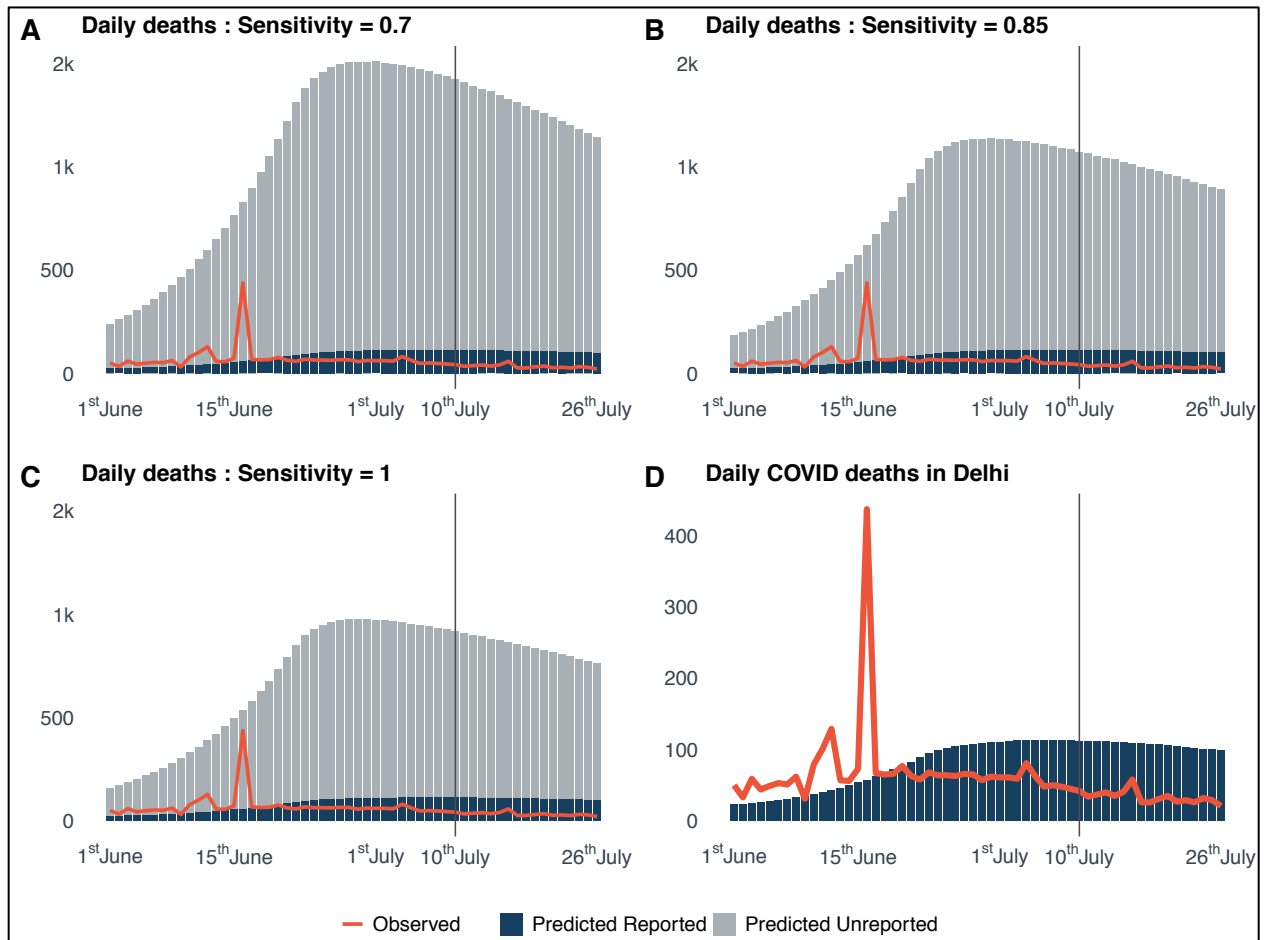 A Daily deaths : Sensitivity = 0.7
2k
1k
500
0
1st June 15th June 1st July 10th July 26th July
B Daily deaths : Sensitivity = 0.85
2k
1k
500
0
1st June 15th June 1st July 10th July 26th July
C Daily deaths : Sensitivity = 1
2k
1k
500
0
1st June 15th June 1st July 10th July 26th July
D Daily COVID deaths in Delhi
400
300
200
100
0
1st June 15th June 1st July 10th July 26th July
Observed Predicted Reported Predicted Unreported